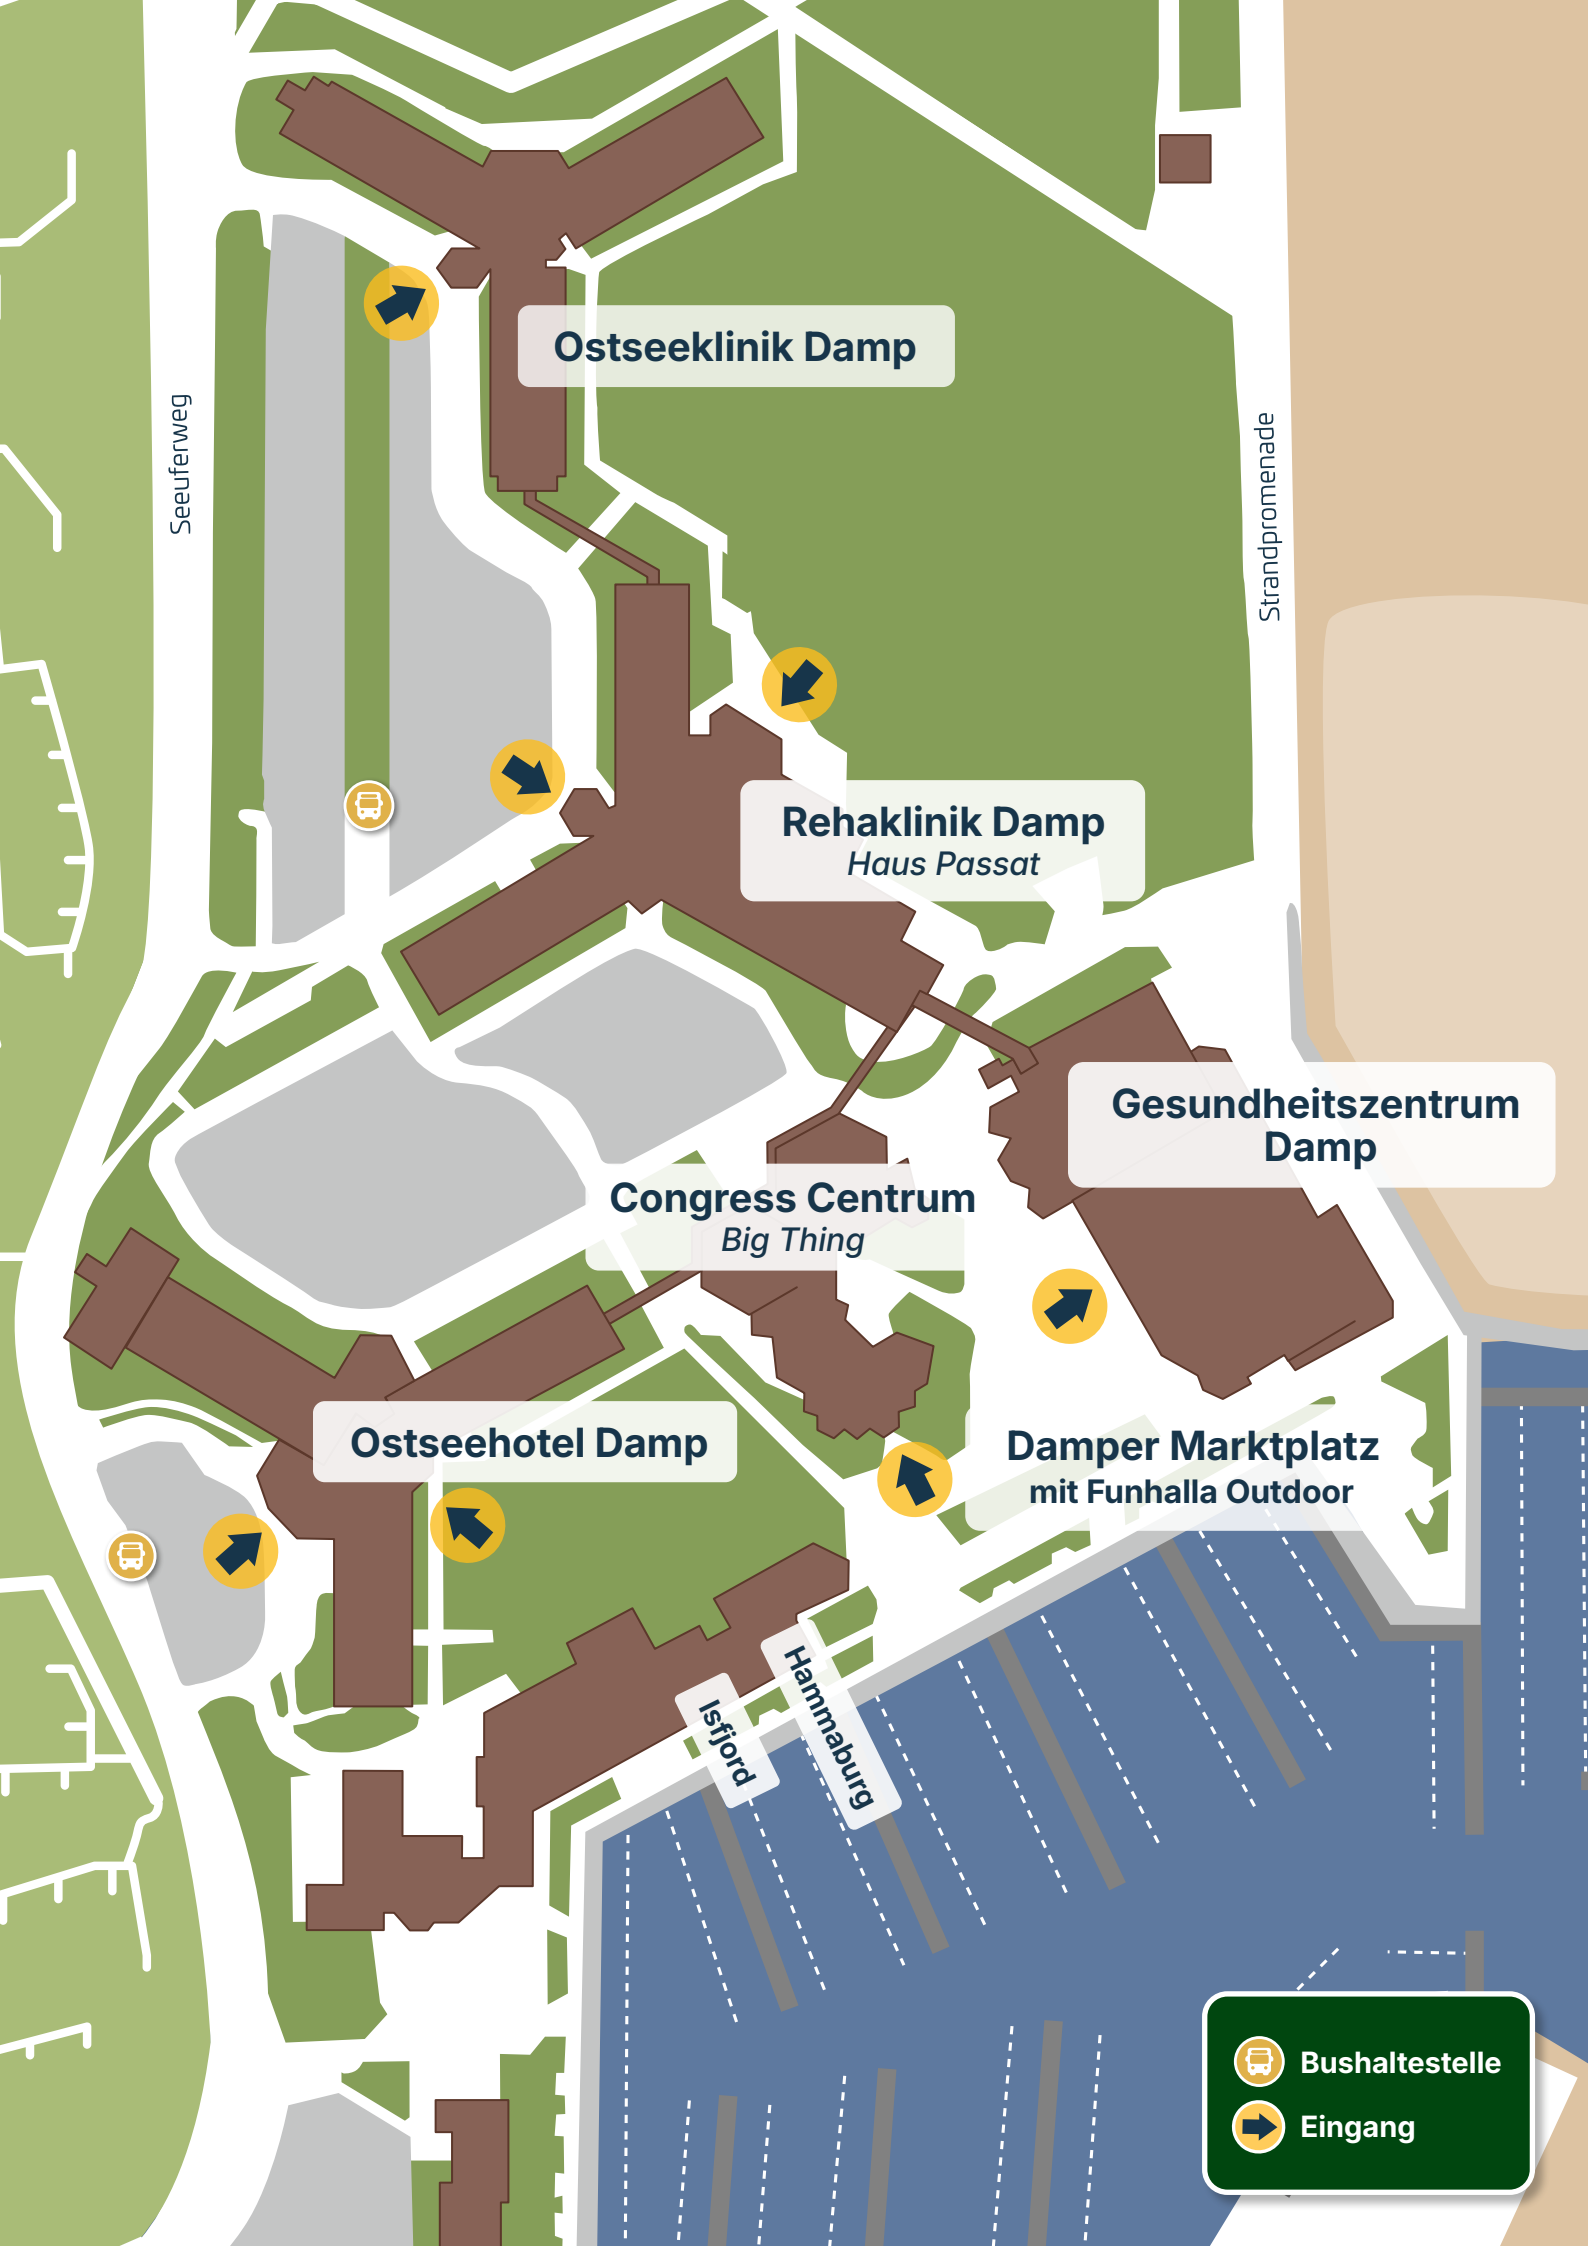 Ostseeklinik Damp
Seeuferweg
Strandpromenade
Rehaklinik Damp
Haus Passat
Gesundheitszentrum
Damp
Congress Centrum
Big Thing
Ostseehotel Damp
Damper Marktplatz
mit Funhalla Outdoor
Hammaburg
Isfjord
Bushaltestelle
Eingang